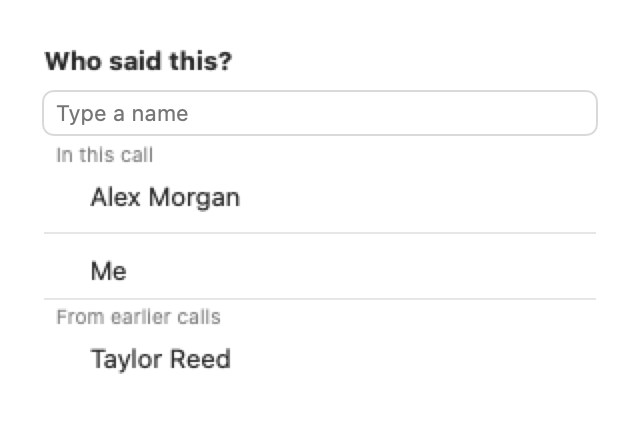 Who said this?
Type a name
In this call
Alex Morgan
Me
From earlier calls
Taylor Reed